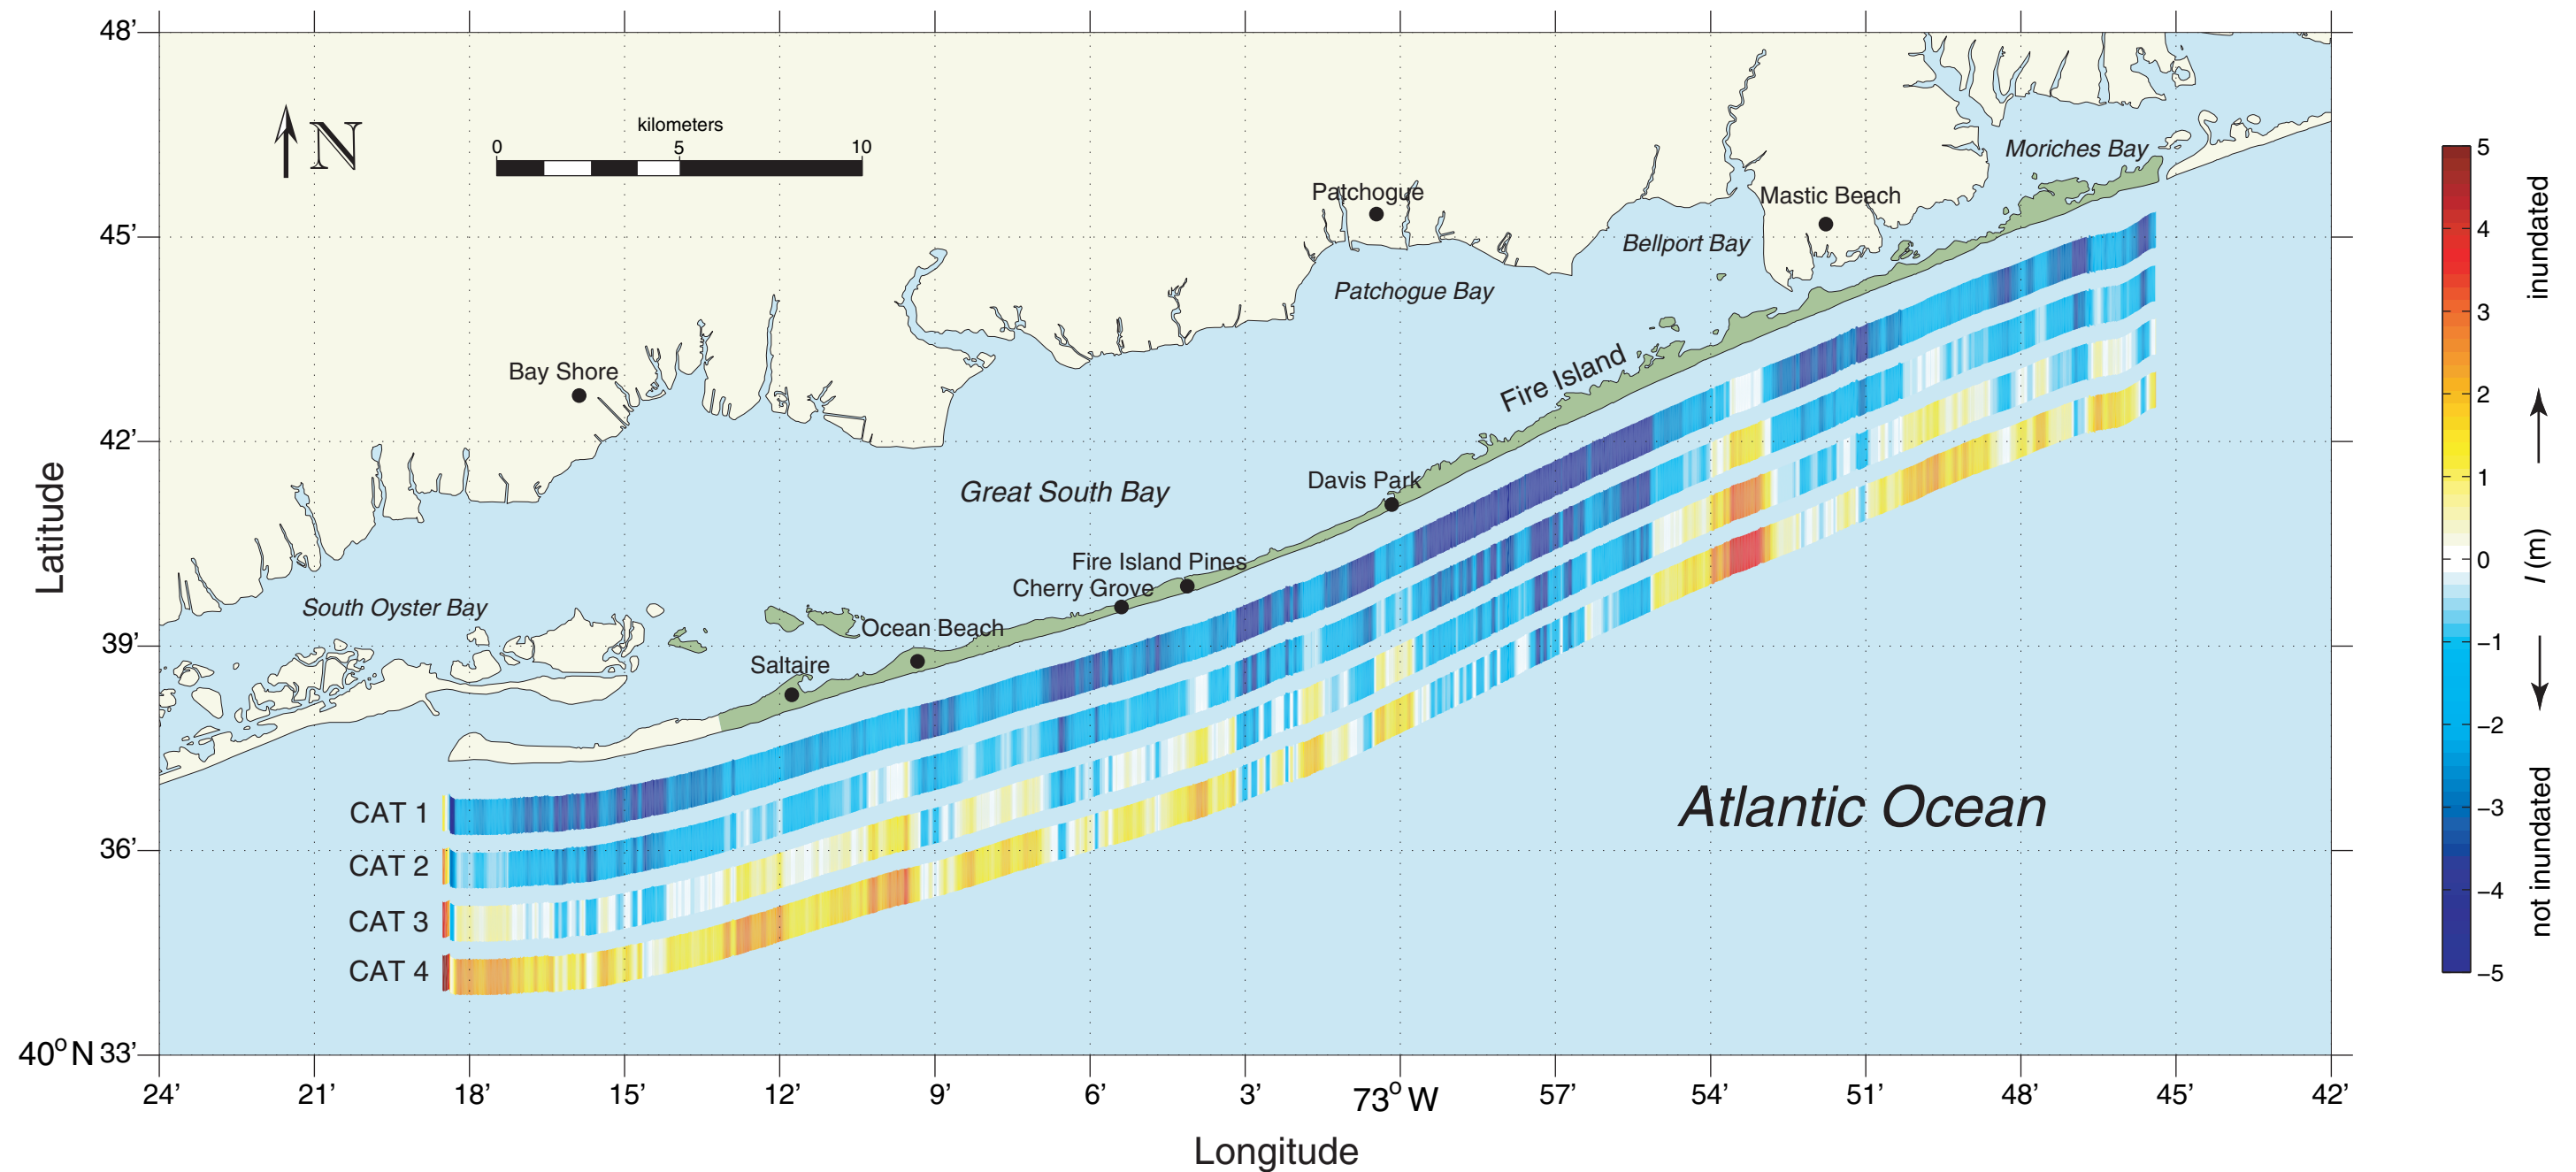 48’
45’
42’
39’
36’
40° N 33’
Latitude
N
kilometers
0 5 10
Moriches Bay
Patchogue
Mastic Beach
Bellport Bay
Patchogue Bay
Bay Shore
Fire Island
Great South Bay
Davis Park
Fire Island Pines
Cherry Grove
South Oyster Bay
Ocean Beach
Saltaire
Atlantic Ocean
CAT 1
CAT 2
CAT 3
CAT 4
24’ 21’ 18’ 15’ 12’ 9’ 6’ 3’ 73° W 57’ 54’ 51’ 48’ 45’ 42’
Longitude
5
4
3
2
1
0
−1
−2
−3
−4
−5
inundated
l (m)
not inundated